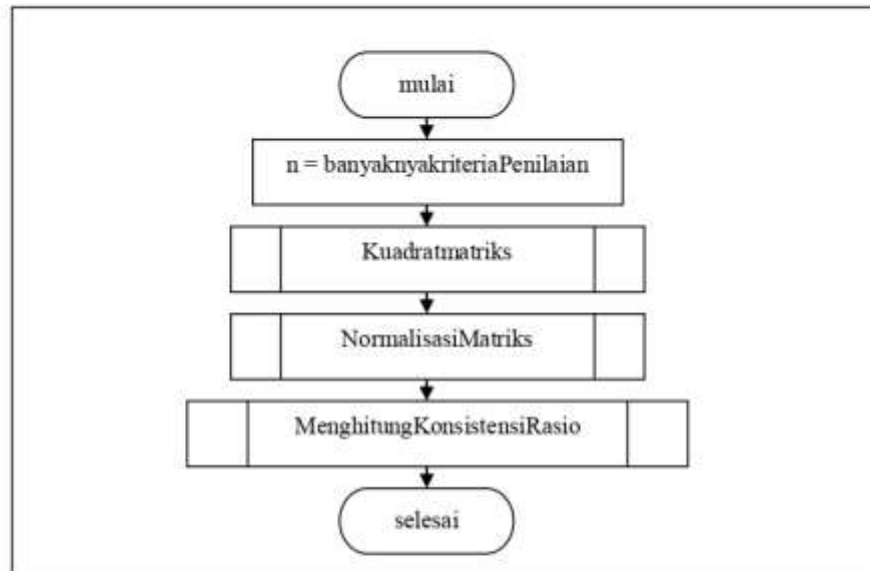 mulai
n = banyaknyakriteriaPenilaian
Kuadratmatriks
NormalisasiMatriks
MenghitungKonsistensiRasio
selesai